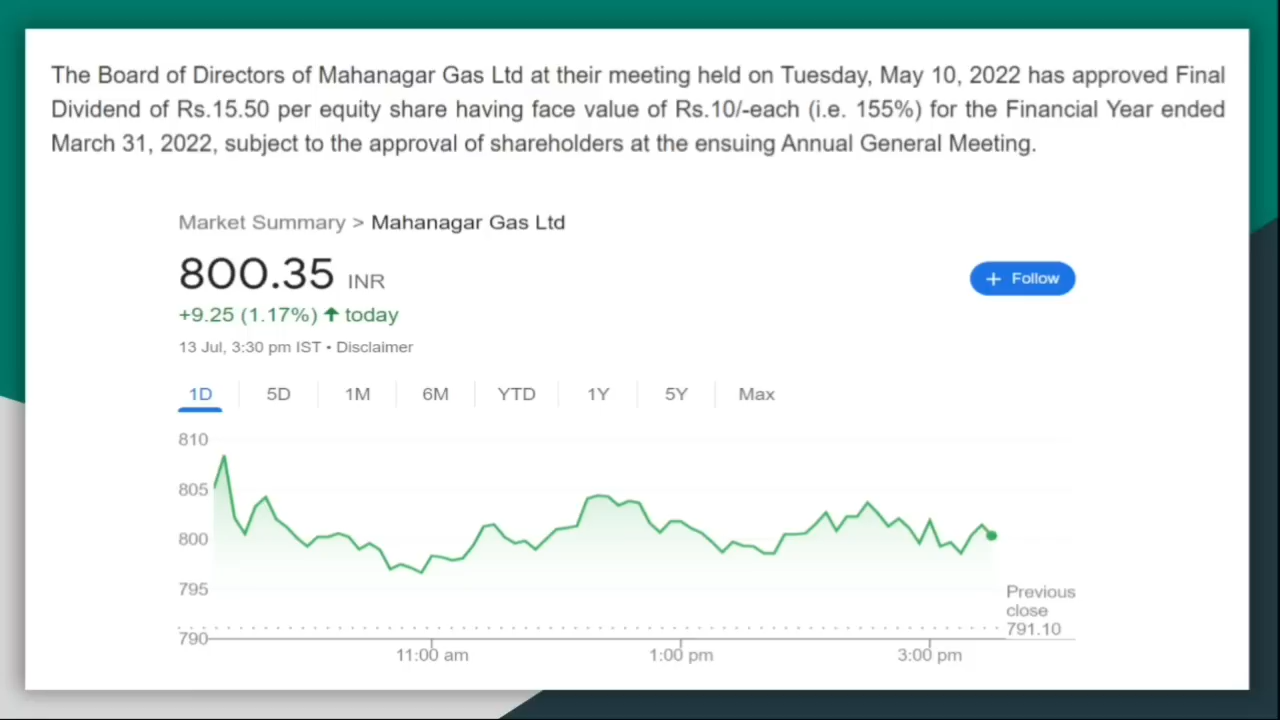 The Board of Directors of Mahanagar Gas Ltd at their meeting held on Tuesday, May 10, 2022 has approved Final
Dividend of Rs.15.50 per equity share having face value of Rs.10/-each (i.e. 155%) for the Financial Year ended
March 31, 2022, subject to the approval of shareholders at the ensuing Annual General Meeting.
Market Summary > Mahanagar Gas Ltd
800.35 INR
+ Follow
+9.25 (1.17%) ↑ today
13 Jul, 3:30 pm IST • Disclaimer
1D 5D 1M 6M YTD 1Y 5Y Max
810
805
800
795
Previous
close
790 791.10
11:00 am 1:00 pm 3:00 pm